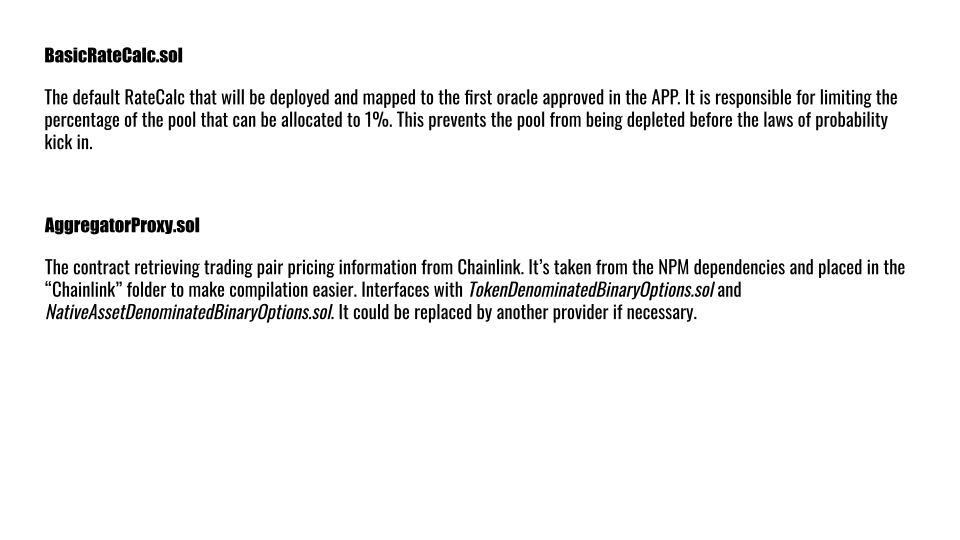 BasicRateCalc.sol
The default RateCalc that will be deployed and mapped to the first oracle approved in the APP. It is responsible for limiting the
percentage of the pool that can be allocated to 1%. This prevents the pool from being depleted before the laws of probability
kick in.
AggregatorProxy.sol
The contract retrieving trading pair pricing information from Chainlink. It’s taken from the NPM dependencies and placed in the
“Chainlink” folder to make compilation easier. Interfaces with TokenDenominatedBinaryOptions.sol and
NativeAssetDenominatedBinaryOptions.sol. It could be replaced by another provider if necessary.